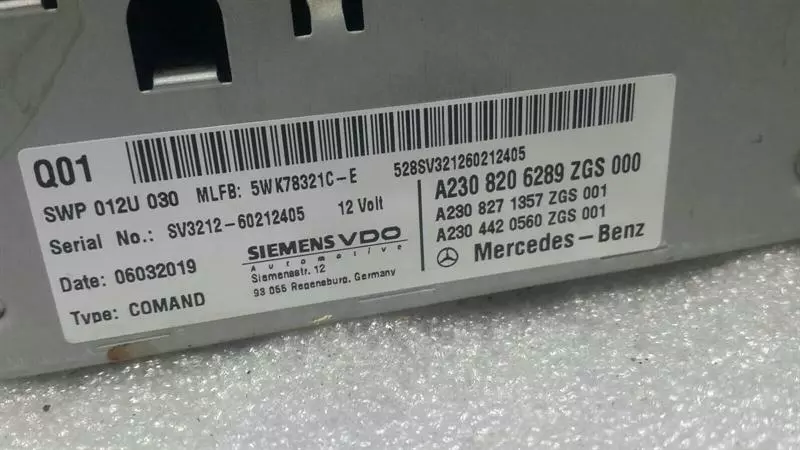 Q01
528SV321260212405
SWP 012U 030 MLFB: 5WK78321C-E
Serial No.: SV3212-60212405 12 Volt
Date: 06032019
Type: COMAND
SIEMENS VDO
Automotive
Siemensstr. 12
93 055 Regensburg, Germany
A230 820 6289 ZGS 000
A230 827 1357 ZGS 001
A230 442 0560 ZGS 001
Mercedes-Benz